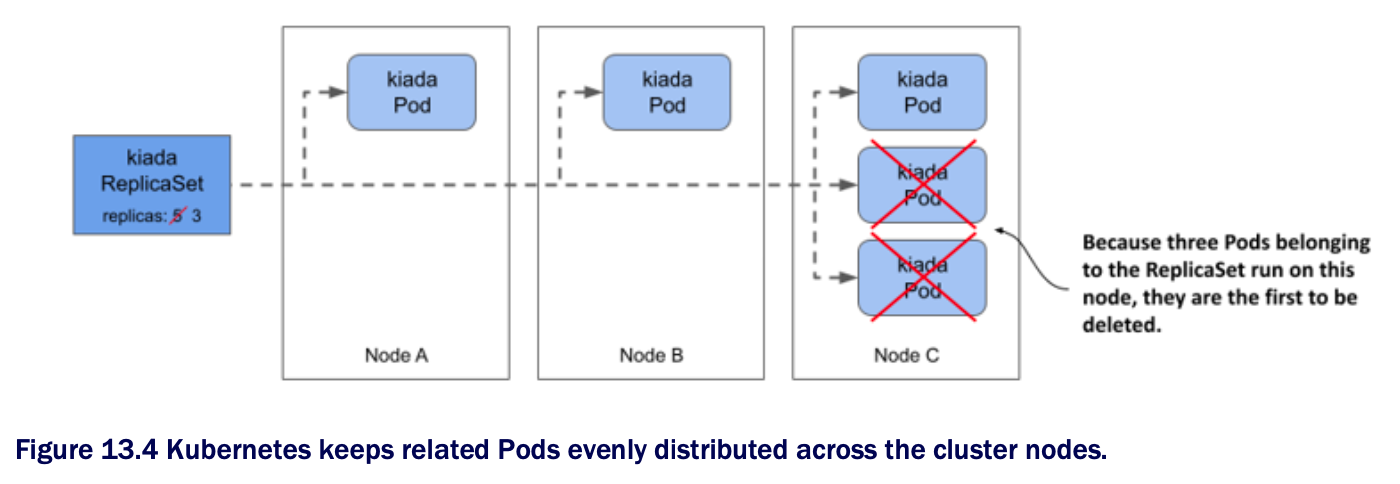 kiada
Pod
kiada
Pod
kiada
Pod
kiada
ReplicaSet
replicas: 5 3
kiada
Pod
kiada
Pod
Because three Pods belonging
to the ReplicaSet run on this
node, they are the first to be
deleted.
Node A
Node B
Node C
Figure 13.4 Kubernetes keeps related Pods evenly distributed across the cluster nodes.